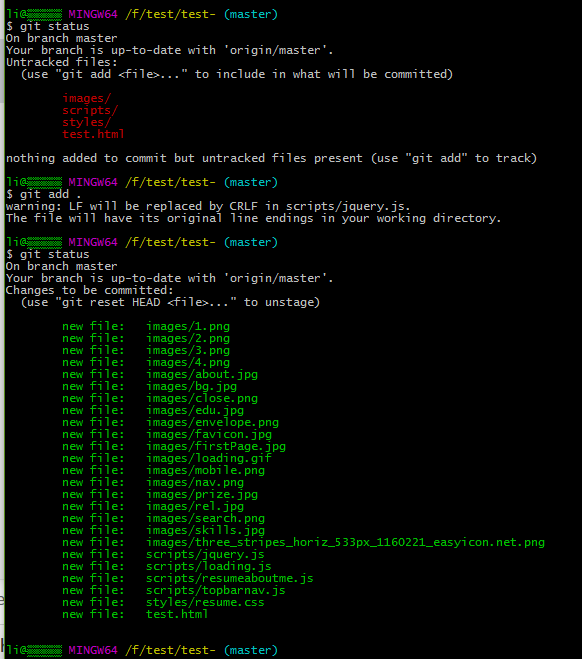 li@▒▒▒▒▒ MINGW64 /f/test/test- (master)
$ git status
On branch master
Your branch is up-to-date with 'origin/master'.
Untracked files:
  (use "git add <file>..." to include in what will be committed)

        images/
        scripts/
        styles/
        test.html

nothing added to commit but untracked files present (use "git add" to track)

li@▒▒▒▒▒ MINGW64 /f/test/test- (master)
$ git add .
warning: LF will be replaced by CRLF in scripts/jquery.js.
The file will have its original line endings in your working directory.

li@▒▒▒▒▒ MINGW64 /f/test/test- (master)
$ git status
On branch master
Your branch is up-to-date with 'origin/master'.
Changes to be committed:
  (use "git reset HEAD <file>..." to unstage)

        new file:   images/1.png
        new file:   images/2.png
        new file:   images/3.png
        new file:   images/4.png
        new file:   images/about.jpg
        new file:   images/bg.jpg
        new file:   images/close.png
        new file:   images/edu.jpg
        new file:   images/envelope.png
        new file:   images/favicon.jpg
        new file:   images/firstPage.jpg
        new file:   images/loading.gif
        new file:   images/mobile.png
        new file:   images/nav.png
        new file:   images/prize.jpg
        new file:   images/rel.jpg
        new file:   images/search.png
        new file:   images/skills.jpg
        new file:   images/three_stripes_horiz_533px_1160221_easyicon.net.png
        new file:   scripts/jquery.js
        new file:   scripts/loading.js
        new file:   scripts/resumeaboutme.js
        new file:   scripts/topbarnav.js
        new file:   styles/resume.css
        new file:   test.html

li@▒▒▒▒▒ MINGW64 /f/test/test- (master)